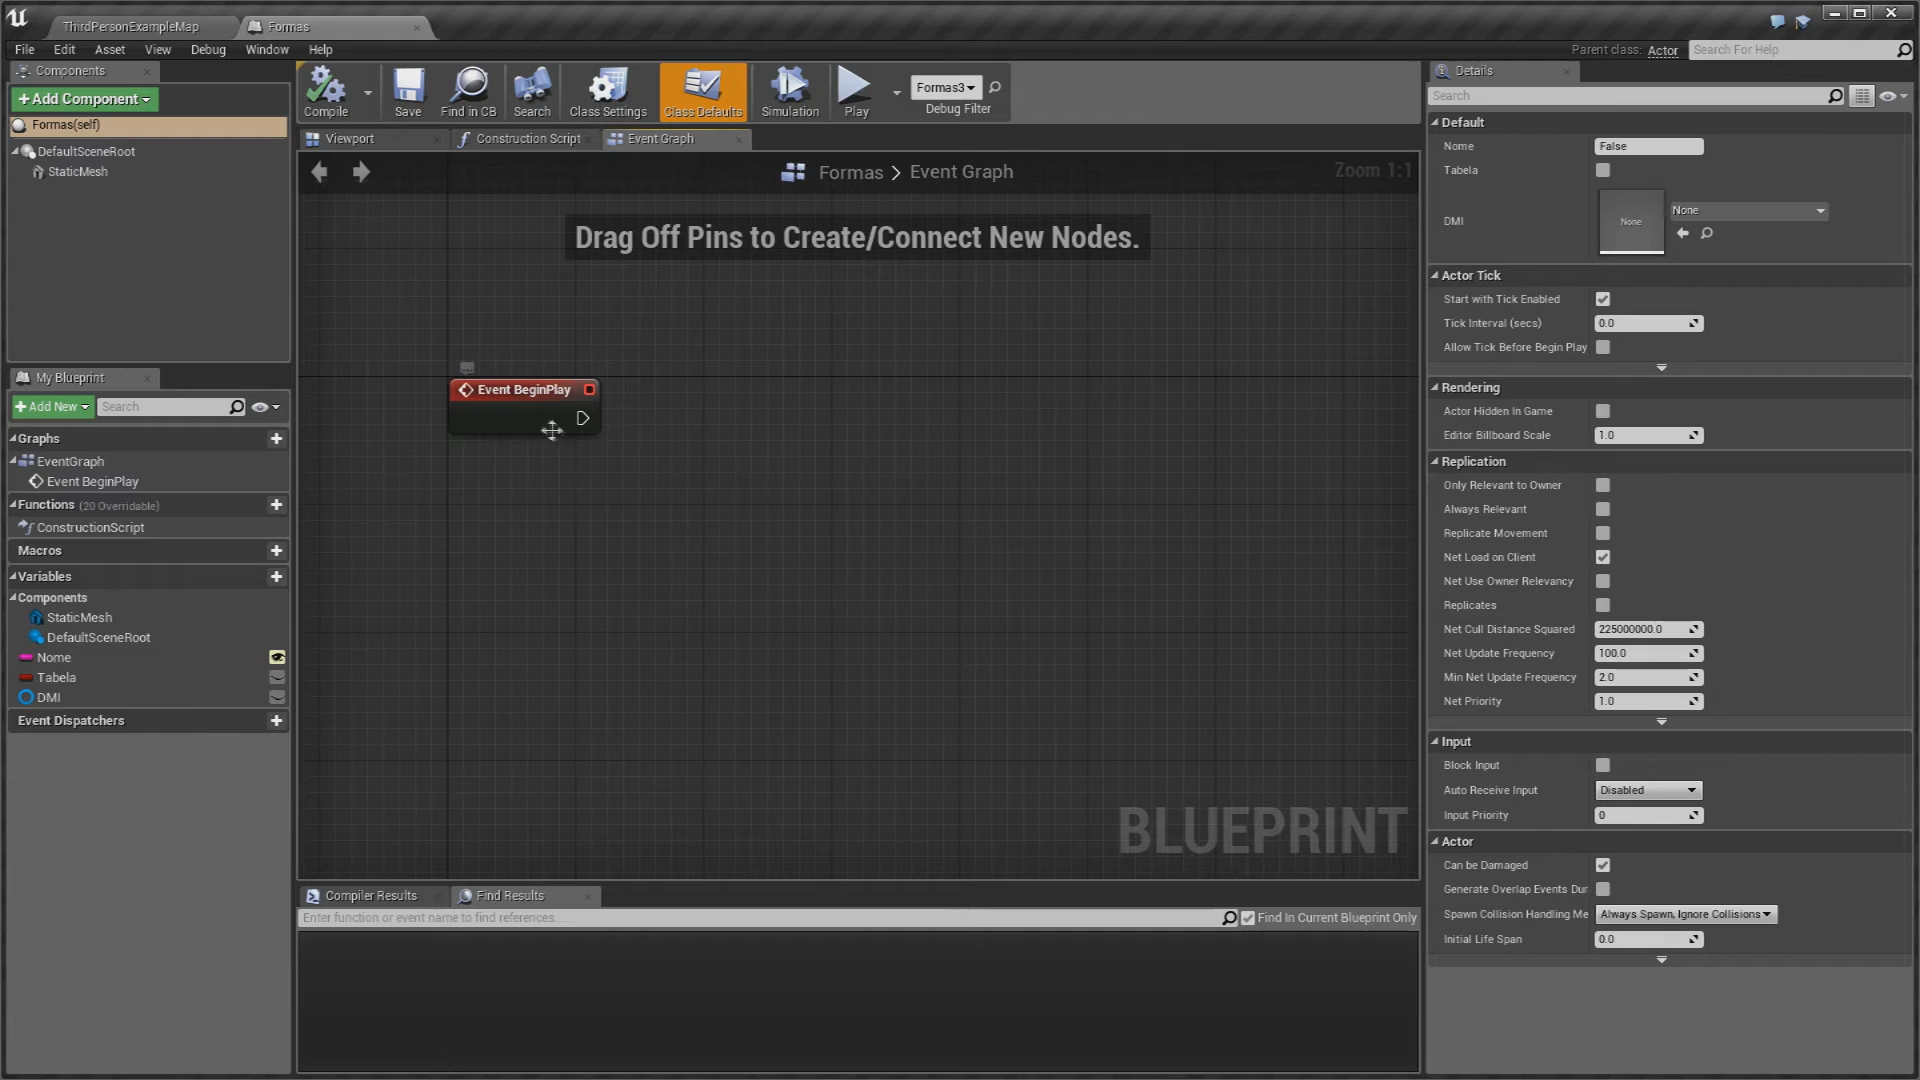 ThirdPersonExampleMap
Formas
File Edit Asset View Debug Window Help
Parent class: Actor
Search For Help
Components
+Add Component
Formas(self)
DefaultSceneRoot
StaticMesh
My Blueprint
+Add New
Search
Graphs
EventGraph
Event BeginPlay
Functions (20 Overridable)
ConstructionScript
Macros
Variables
Components
StaticMesh
DefaultSceneRoot
Nome
Tabela
DMI
Event Dispatchers
Compile
Save
Find in CB
Search
Class Settings
Class Defaults
Simulation
Play
Formas3
Debug Filter
Viewport
Construction Script
Event Graph
Formas > Event Graph
Zoom 1:1
Drag Off Pins to Create/Connect New Nodes.
Event BeginPlay
BLUEPRINT
Compiler Results
Find Results
Enter function or event name to find references...
Find In Current Blueprint Only
Details
Search
Default
Nome False
Tabela
DMI None None
Actor Tick
Start with Tick Enabled
Tick Interval (secs) 0.0
Allow Tick Before Begin Play
Rendering
Actor Hidden In Game
Editor Billboard Scale 1.0
Replication
Only Relevant to Owner
Always Relevant
Replicate Movement
Net Load on Client
Net Use Owner Relevancy
Replicates
Net Cull Distance Squared 225000000.0
Net Update Frequency 100.0
Min Net Update Frequency 2.0
Net Priority 1.0
Input
Block Input
Auto Receive Input Disabled
Input Priority 0
Actor
Can be Damaged
Generate Overlap Events Dur
Spawn Collision Handling Me Always Spawn, Ignore Collisions
Initial Life Span 0.0